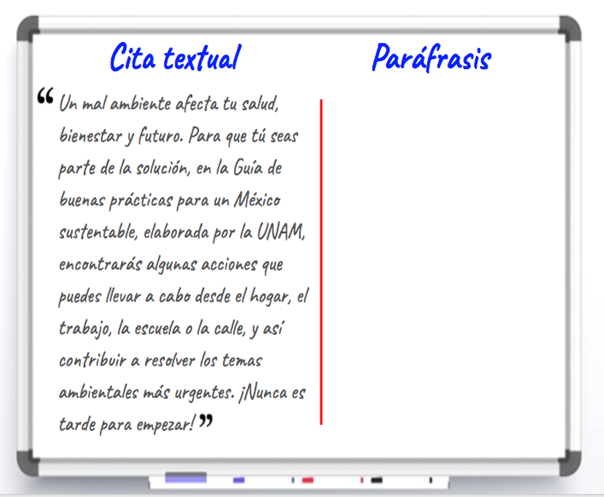 Cita textual
Paráfrasis
“ Un mal ambiente afecta tu salud,
bienestar y futuro. Para que tú seas
parte de la solución, en la Guía de
buenas prácticas para un México
sustentable, elaborada por la UNAM,
encontrarás algunas acciones que
puedes llevar a cabo desde el hogar, el
trabajo, la escuela o la calle, y así
contribuir a resolver los temas
ambientales más urgentes. ¡Nunca es
tarde para empezar! ”